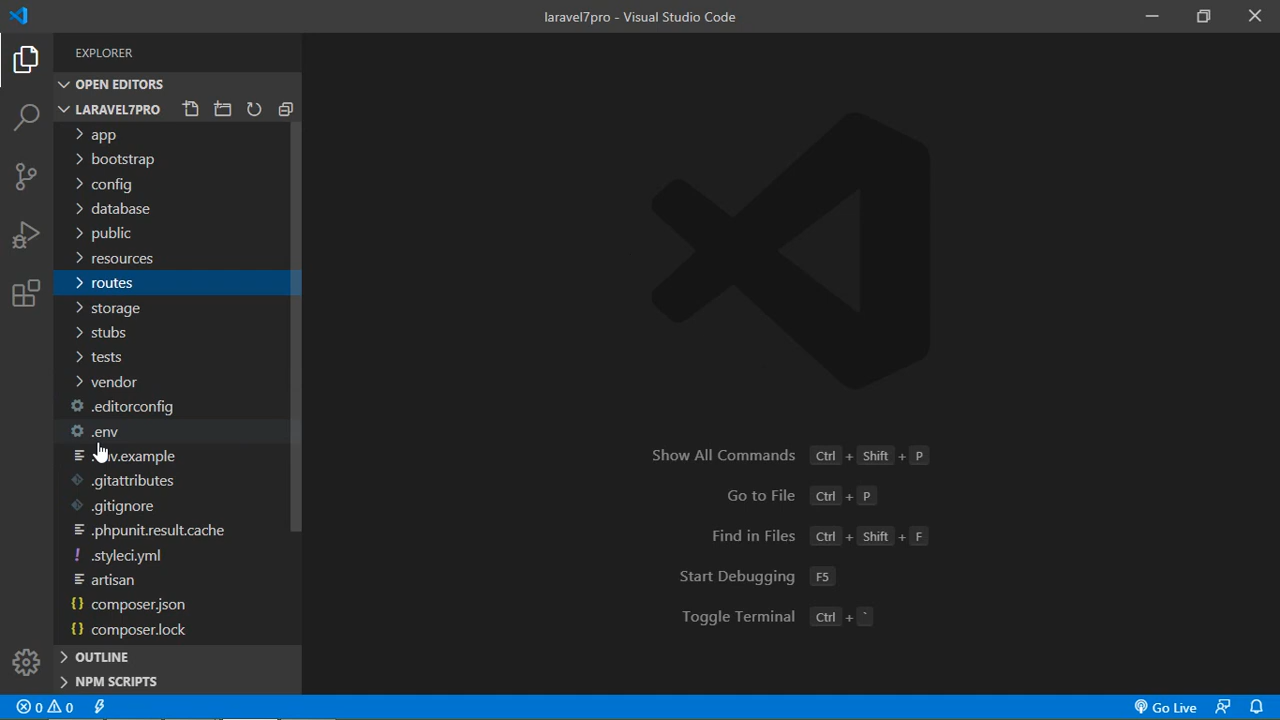 laravel7pro - Visual Studio Code
EXPLORER
OPEN EDITORS
LARAVEL7PRO
app
bootstrap
config
database
public
resources
routes
storage
stubs
tests
vendor
.editorconfig
.env
.env.example
.gitattributes
.gitignore
.phpunit.result.cache
.styleci.yml
artisan
composer.json
composer.lock
OUTLINE
NPM SCRIPTS
Show All Commands Ctrl + Shift + P
Go to File Ctrl + P
Find in Files Ctrl + Shift + F
Start Debugging F5
Toggle Terminal Ctrl + `
0 0
Go Live